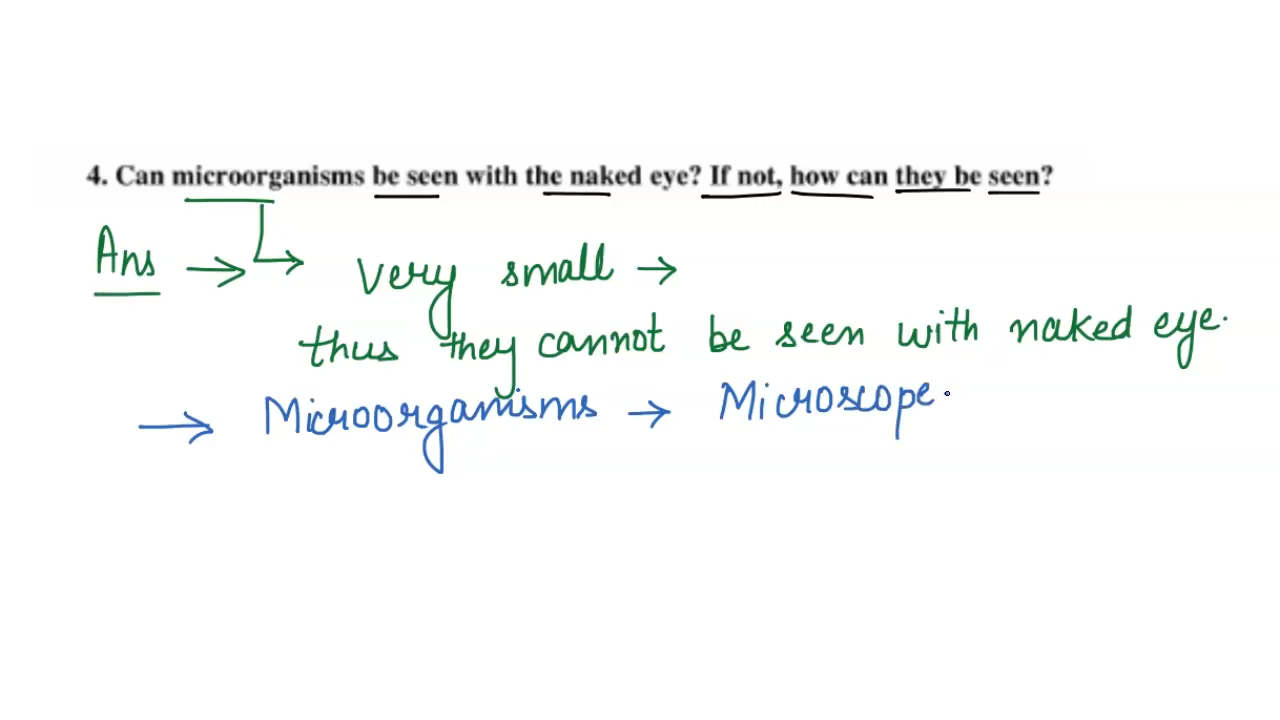 4. Can microorganisms be seen with the naked eye? If not, how can they be seen?
Ans → very small →
thus they cannot be seen with naked eye.
→ Microorganisms → Microscope.